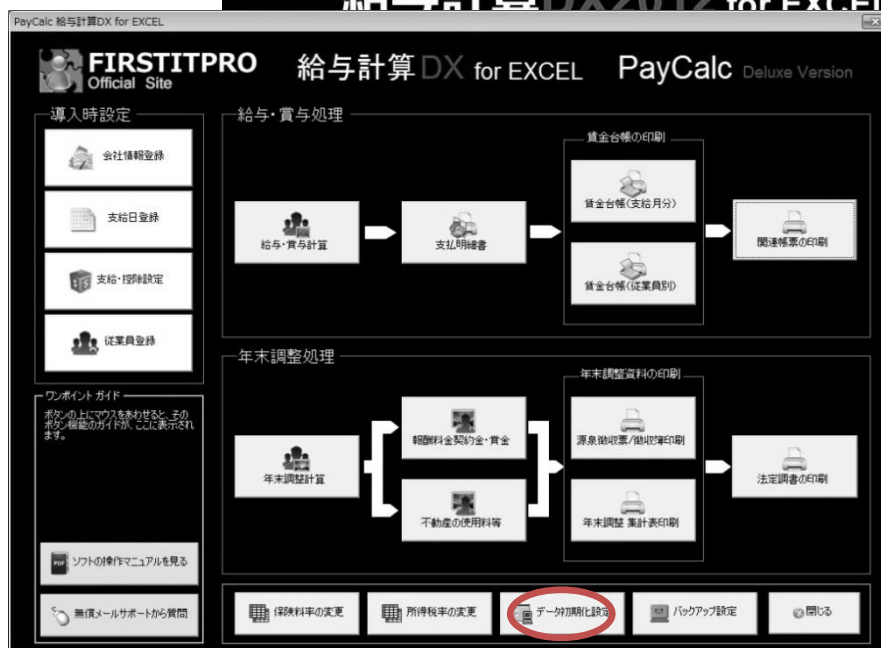 給与計算DX2012 for EXCEL
PayCalc 給与計算DX for EXCEL
FIRSTITPRO
Official Site
給与計算DX for EXCEL PayCalc Deluxe Version
導入時設定
会社情報登録
支給日登録
支給・控除設定
従業員登録
ワンポイント ガイド
ボタンの上にマウスをあわせると、その
ボタン機能のガイドが、ここに表示され
ます。
PDF
ソフトの操作マニュアルを見る
無償メールサポートから質問
給与・賞与処理
給与・賞与計算
支払明細書
賃金台帳の印刷
賃金台帳(支給月分)
賃金台帳(従業員別)
関連帳票の印刷
年末調整処理
年末調整計算
報酬料金契約金・賞金
不動産の使用料等
年末調整資料の印刷
源泉徴収票/徴収簿印刷
年末調整 集計表印刷
法定調書の印刷
保険料率の変更
所得税率の変更
データ初期化設定
バックアップ設定
閉じる